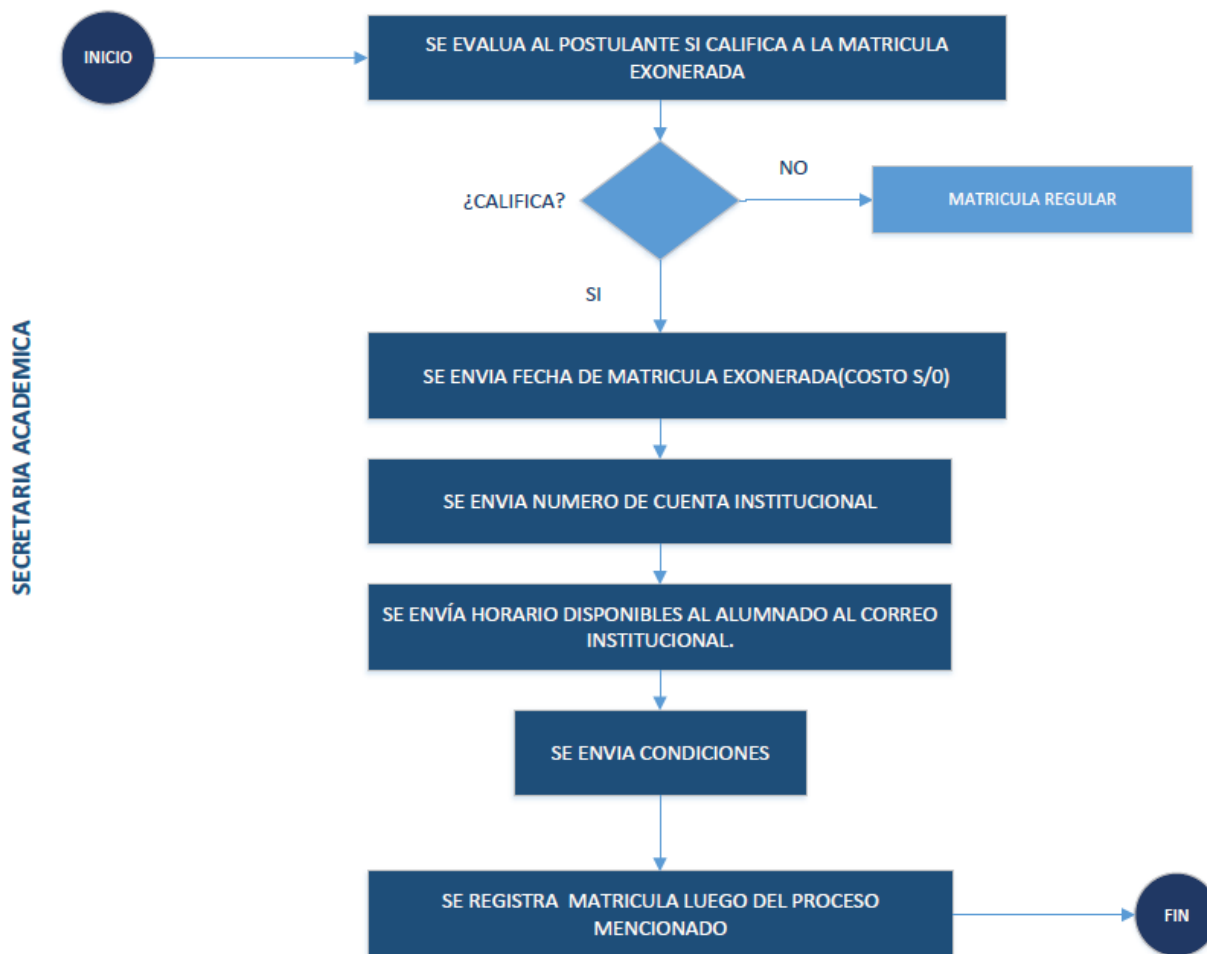 INICIO
SE EVALUA AL POSTULANTE SI CALIFICA A LA MATRICULA
EXONERADA
¿CALIFICA?
NO
MATRICULA REGULAR
SI
SECRETARIA ACADEMICA
SE ENVIA FECHA DE MATRICULA EXONERADA(COSTO S/0)
SE ENVIA NUMERO DE CUENTA INSTITUCIONAL
SE ENVÍA HORARIO DISPONIBLES AL ALUMNADO AL CORREO
INSTITUCIONAL.
SE ENVIA CONDICIONES
SE REGISTRA  MATRICULA LUEGO DEL PROCESO
MENCIONADO
FIN